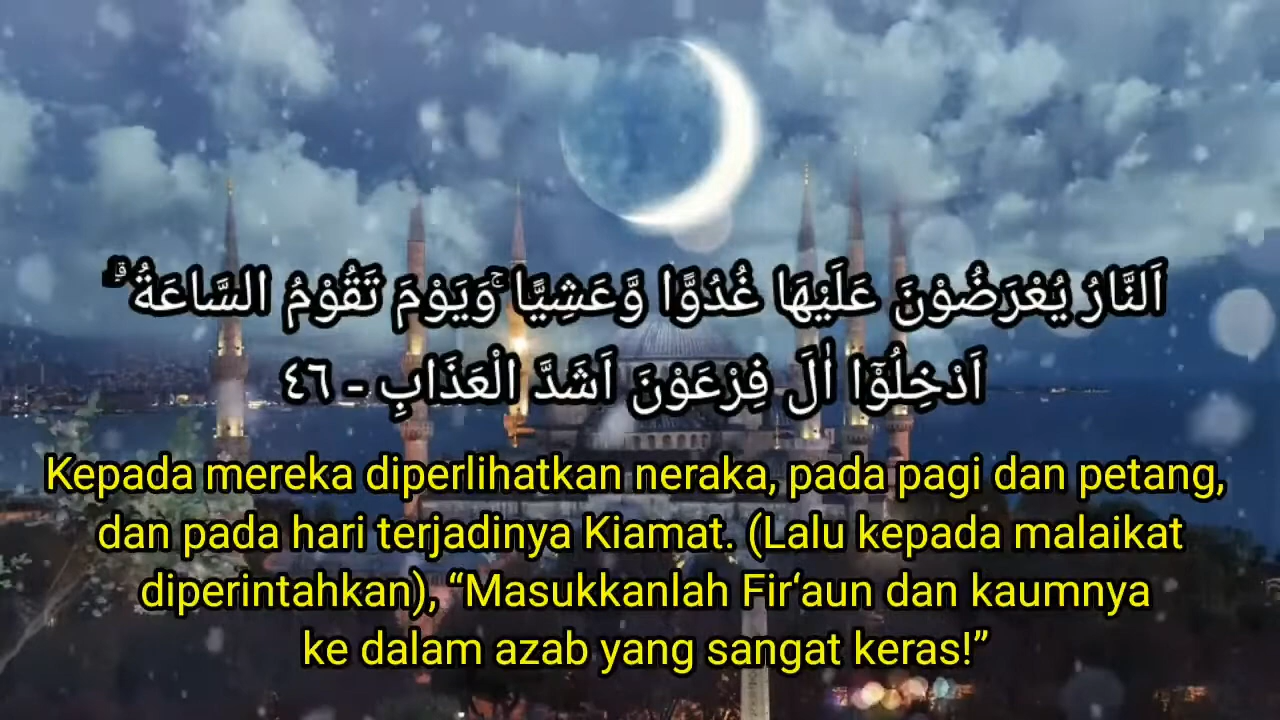 اَلنَّارُ يُعْرَضُوْنَ عَلَيْهَا غُدُوًّا وَّعَشِيًّا ۚوَيَوْمَ تَقُوْمُ السَّاعَةُ ۗ
اَدْخِلُوْٓا اٰلَ فِرْعَوْنَ اَشَدَّ الْعَذَابِ - ٤٦
Kepada mereka diperlihatkan neraka, pada pagi dan petang,
dan pada hari terjadinya Kiamat. (Lalu kepada malaikat
diperintahkan), “Masukkanlah Fir‘aun dan kaumnya
ke dalam azab yang sangat keras!”